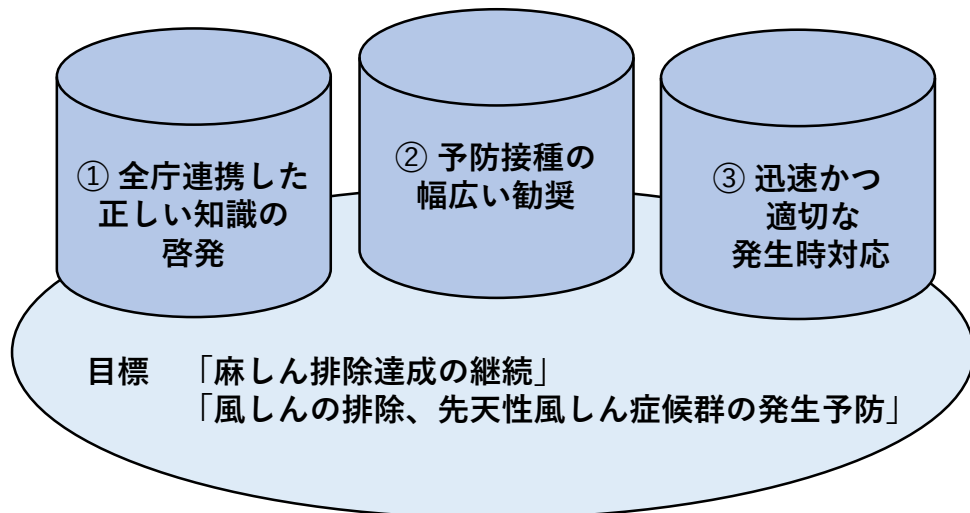 ① 全庁連携した
正しい知識の
啓発
② 予防接種の
幅広い勧奨
③ 迅速かつ
適切な
発生時対応
目標 「麻しん排除達成の継続」
「風しんの排除、先天性風しん症候群の発生予防」